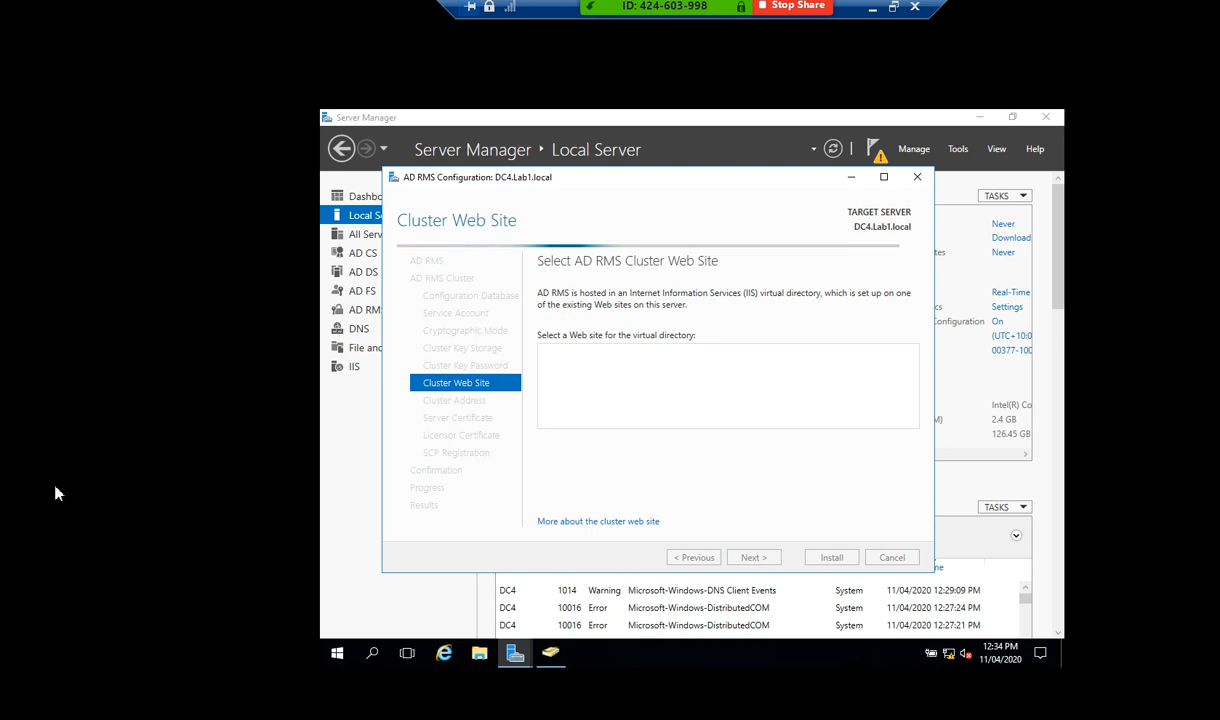 ID: 424-603-998
Stop Share
Server Manager
Server Manager ‣ Local Server
Manage Tools View Help
Dashbo
Local Se
All Serv
AD CS
AD DS
AD FS
AD RM
DNS
File and
IIS
AD RMS Configuration: DC4.Lab1.local
Cluster Web Site
TARGET SERVER
DC4.Lab1.local
AD RMS
AD RMS Cluster
Configuration Database
Service Account
Cryptographic Mode
Cluster Key Storage
Cluster Key Password
Cluster Web Site
Cluster Address
Server Certificate
Licensor Certificate
SCP Registration
Confirmation
Progress
Results
Select AD RMS Cluster Web Site
AD RMS is hosted in an Internet Information Services (IIS) virtual directory, which is set up on one
of the existing Web sites on this server.
Select a Web site for the virtual directory:
More about the cluster web site
< Previous Next > Install Cancel
TASKS
Never
Download
tes Never
Real-Time
cs Settings
Configuration On
(UTC+10:0
00377-100
Intel(R) Co
M) 2.4 GB
126.45 GB
TASKS
me
DC4 1014 Warning Microsoft-Windows-DNS Client Events System 11/04/2020 12:29:09 PM
DC4 10016 Error Microsoft-Windows-DistributedCOM System 11/04/2020 12:27:24 PM
DC4 10016 Error Microsoft-Windows-DistributedCOM System 11/04/2020 12:27:21 PM
12:34 PM
11/04/2020